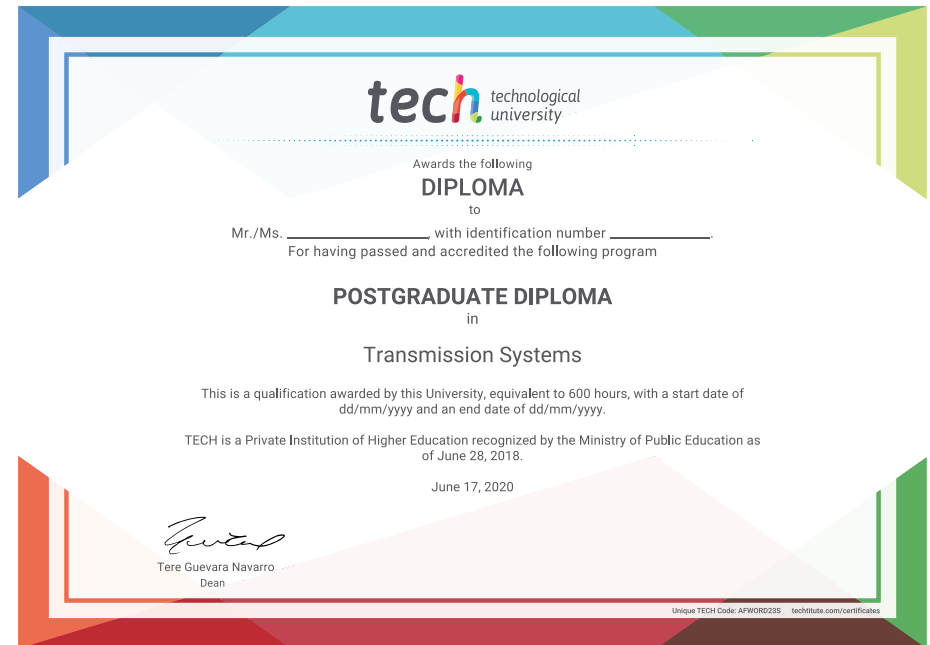 tech technological
university
Awards the following
DIPLOMA
to
Mr./Ms. ____________________, with identification number ______________.
For having passed and accredited the following program
POSTGRADUATE DIPLOMA
in
Transmission Systems
This is a qualification awarded by this University, equivalent to 600 hours, with a start date of
dd/mm/yyyy and an end date of dd/mm/yyyy.
TECH is a Private Institution of Higher Education recognized by the Ministry of Public Education as
of June 28, 2018.
June 17, 2020
Tere Guevara Navarro
Dean
Unique TECH Code: AFWORD23S techtitute.com/certificates